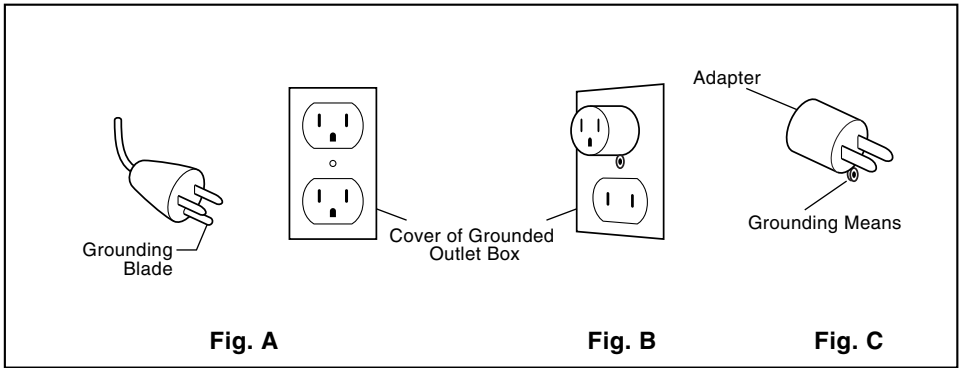 Adapter
Grounding
Blade
Cover of Grounded
Outlet Box
Grounding Means
Fig. A
Fig. B
Fig. C